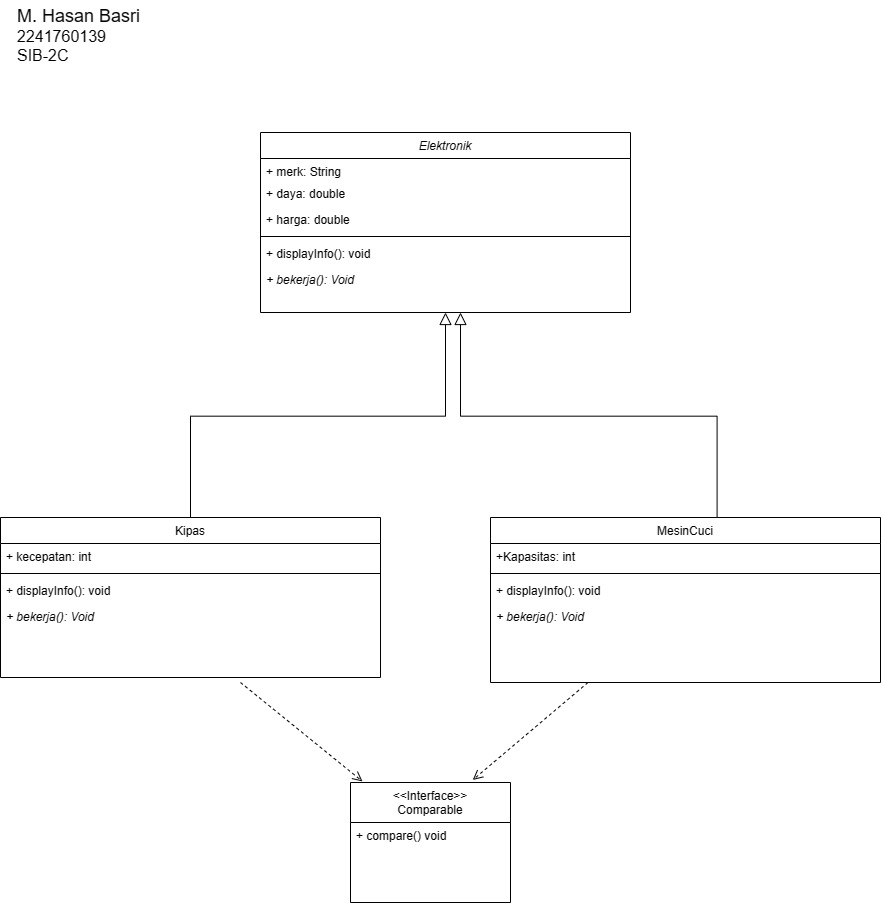 M. Hasan Basri
2241760139
SIB-2C
Elektronik
+ merk: String
+ daya: double
+ harga: double
+ displayInfo(): void
+ bekerja(): Void
Kipas
+ kecepatan: int
+ displayInfo(): void
+ bekerja(): Void
MesinCuci
+Kapasitas: int
+ displayInfo(): void
+ bekerja(): Void
<<Interface>>
Comparable
+ compare() void